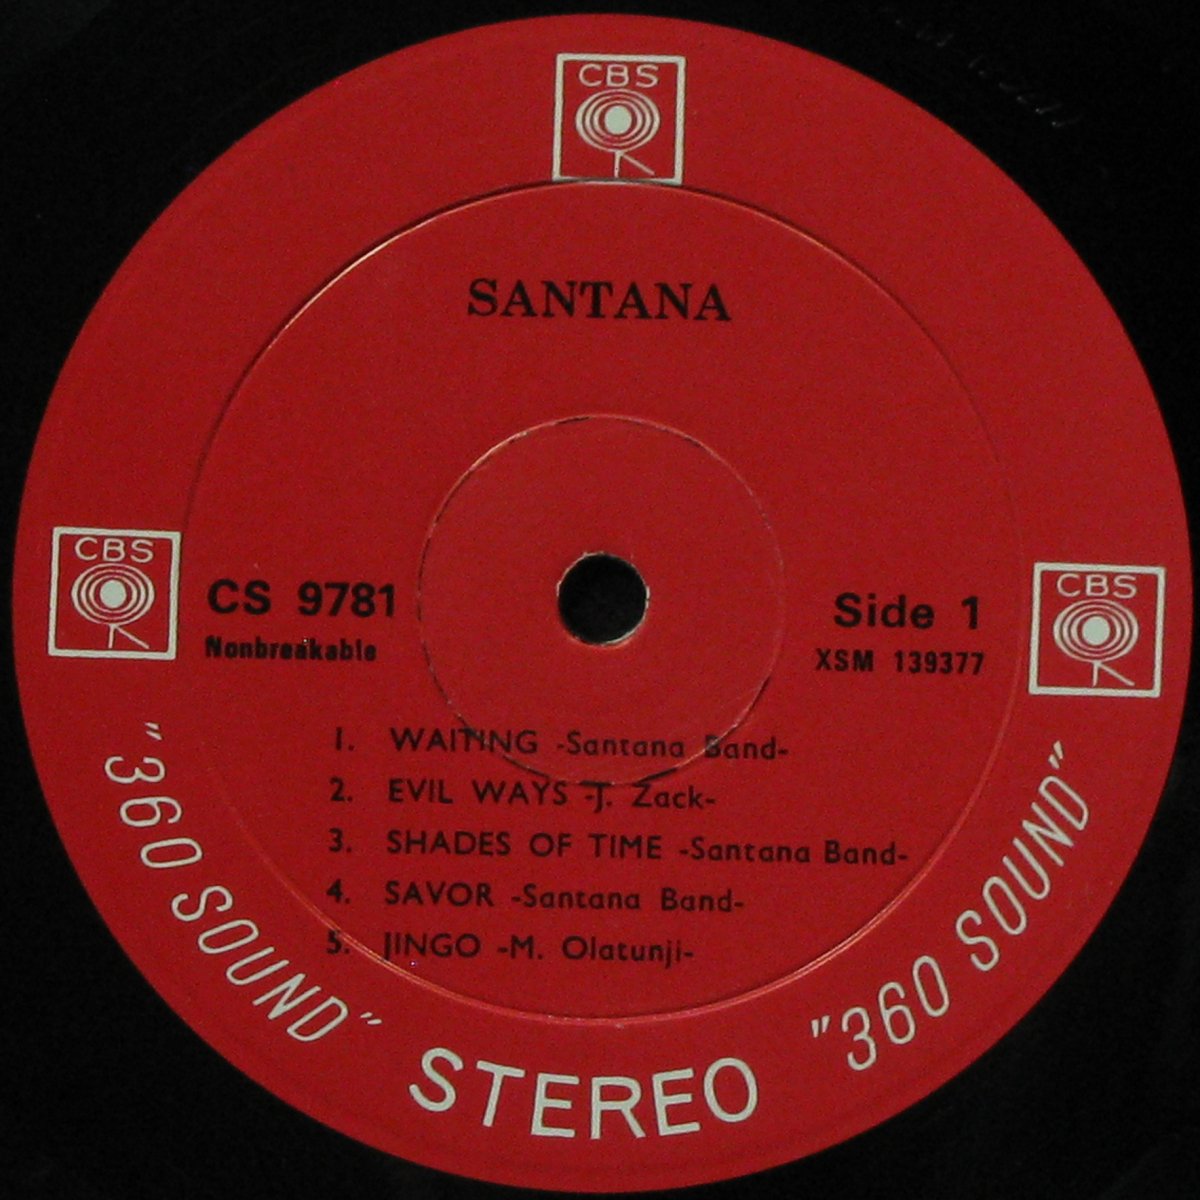 CBS
SANTANA
CBS
CBS
CS 9781
Nonbreakable
Side 1
XSM 139377
1. WAITING -Santana Band-
2. EVIL WAYS -J. Zack-
3. SHADES OF TIME -Santana Band-
4. SAVOR -Santana Band-
5. JINGO -M. Olatunji-
"360 SOUND"
STEREO
"360 SOUND"